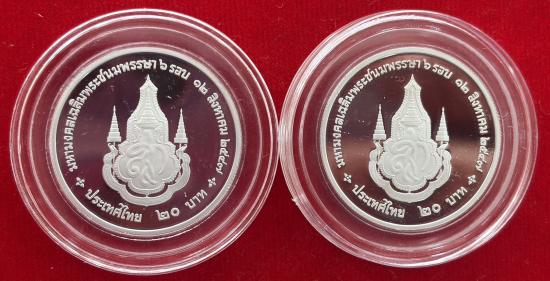 มหามงคลเฉลิมพระชนมพรรษา ๖ รอบ ๑๒ สิงหาคม ๒๕๔๗
ประเทศไทย ๒๐ บาท
มหามงคลเฉลิมพระชนมพรรษา ๖ รอบ ๑๒ สิงหาคม ๒๕๔๗
ประเทศไทย ๒๐ บาท